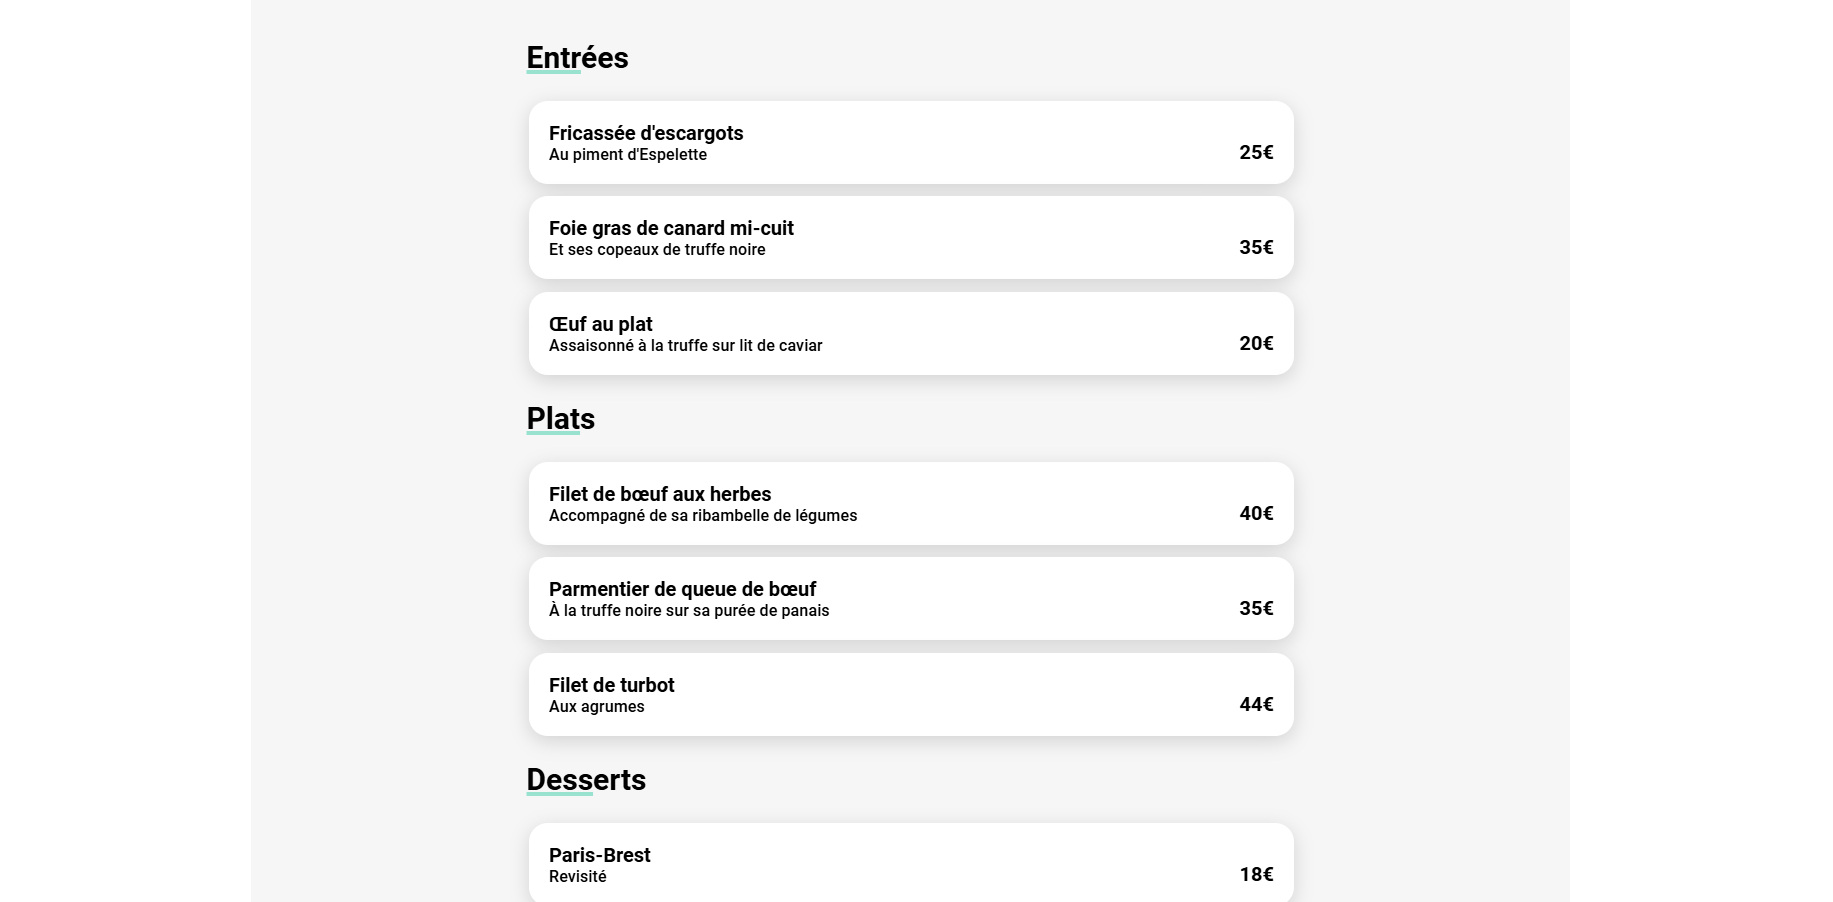 Entrées
Fricassée d'escargots
Au piment d'Espelette
25€
Foie gras de canard mi-cuit
Et ses copeaux de truffe noire
35€
Œuf au plat
Assaisonné à la truffe sur lit de caviar
20€
Plats
Filet de bœuf aux herbes
Accompagné de sa ribambelle de légumes
40€
Parmentier de queue de bœuf
À la truffe noire sur sa purée de panais
35€
Filet de turbot
Aux agrumes
44€
Desserts
Paris-Brest
Revisité
18€